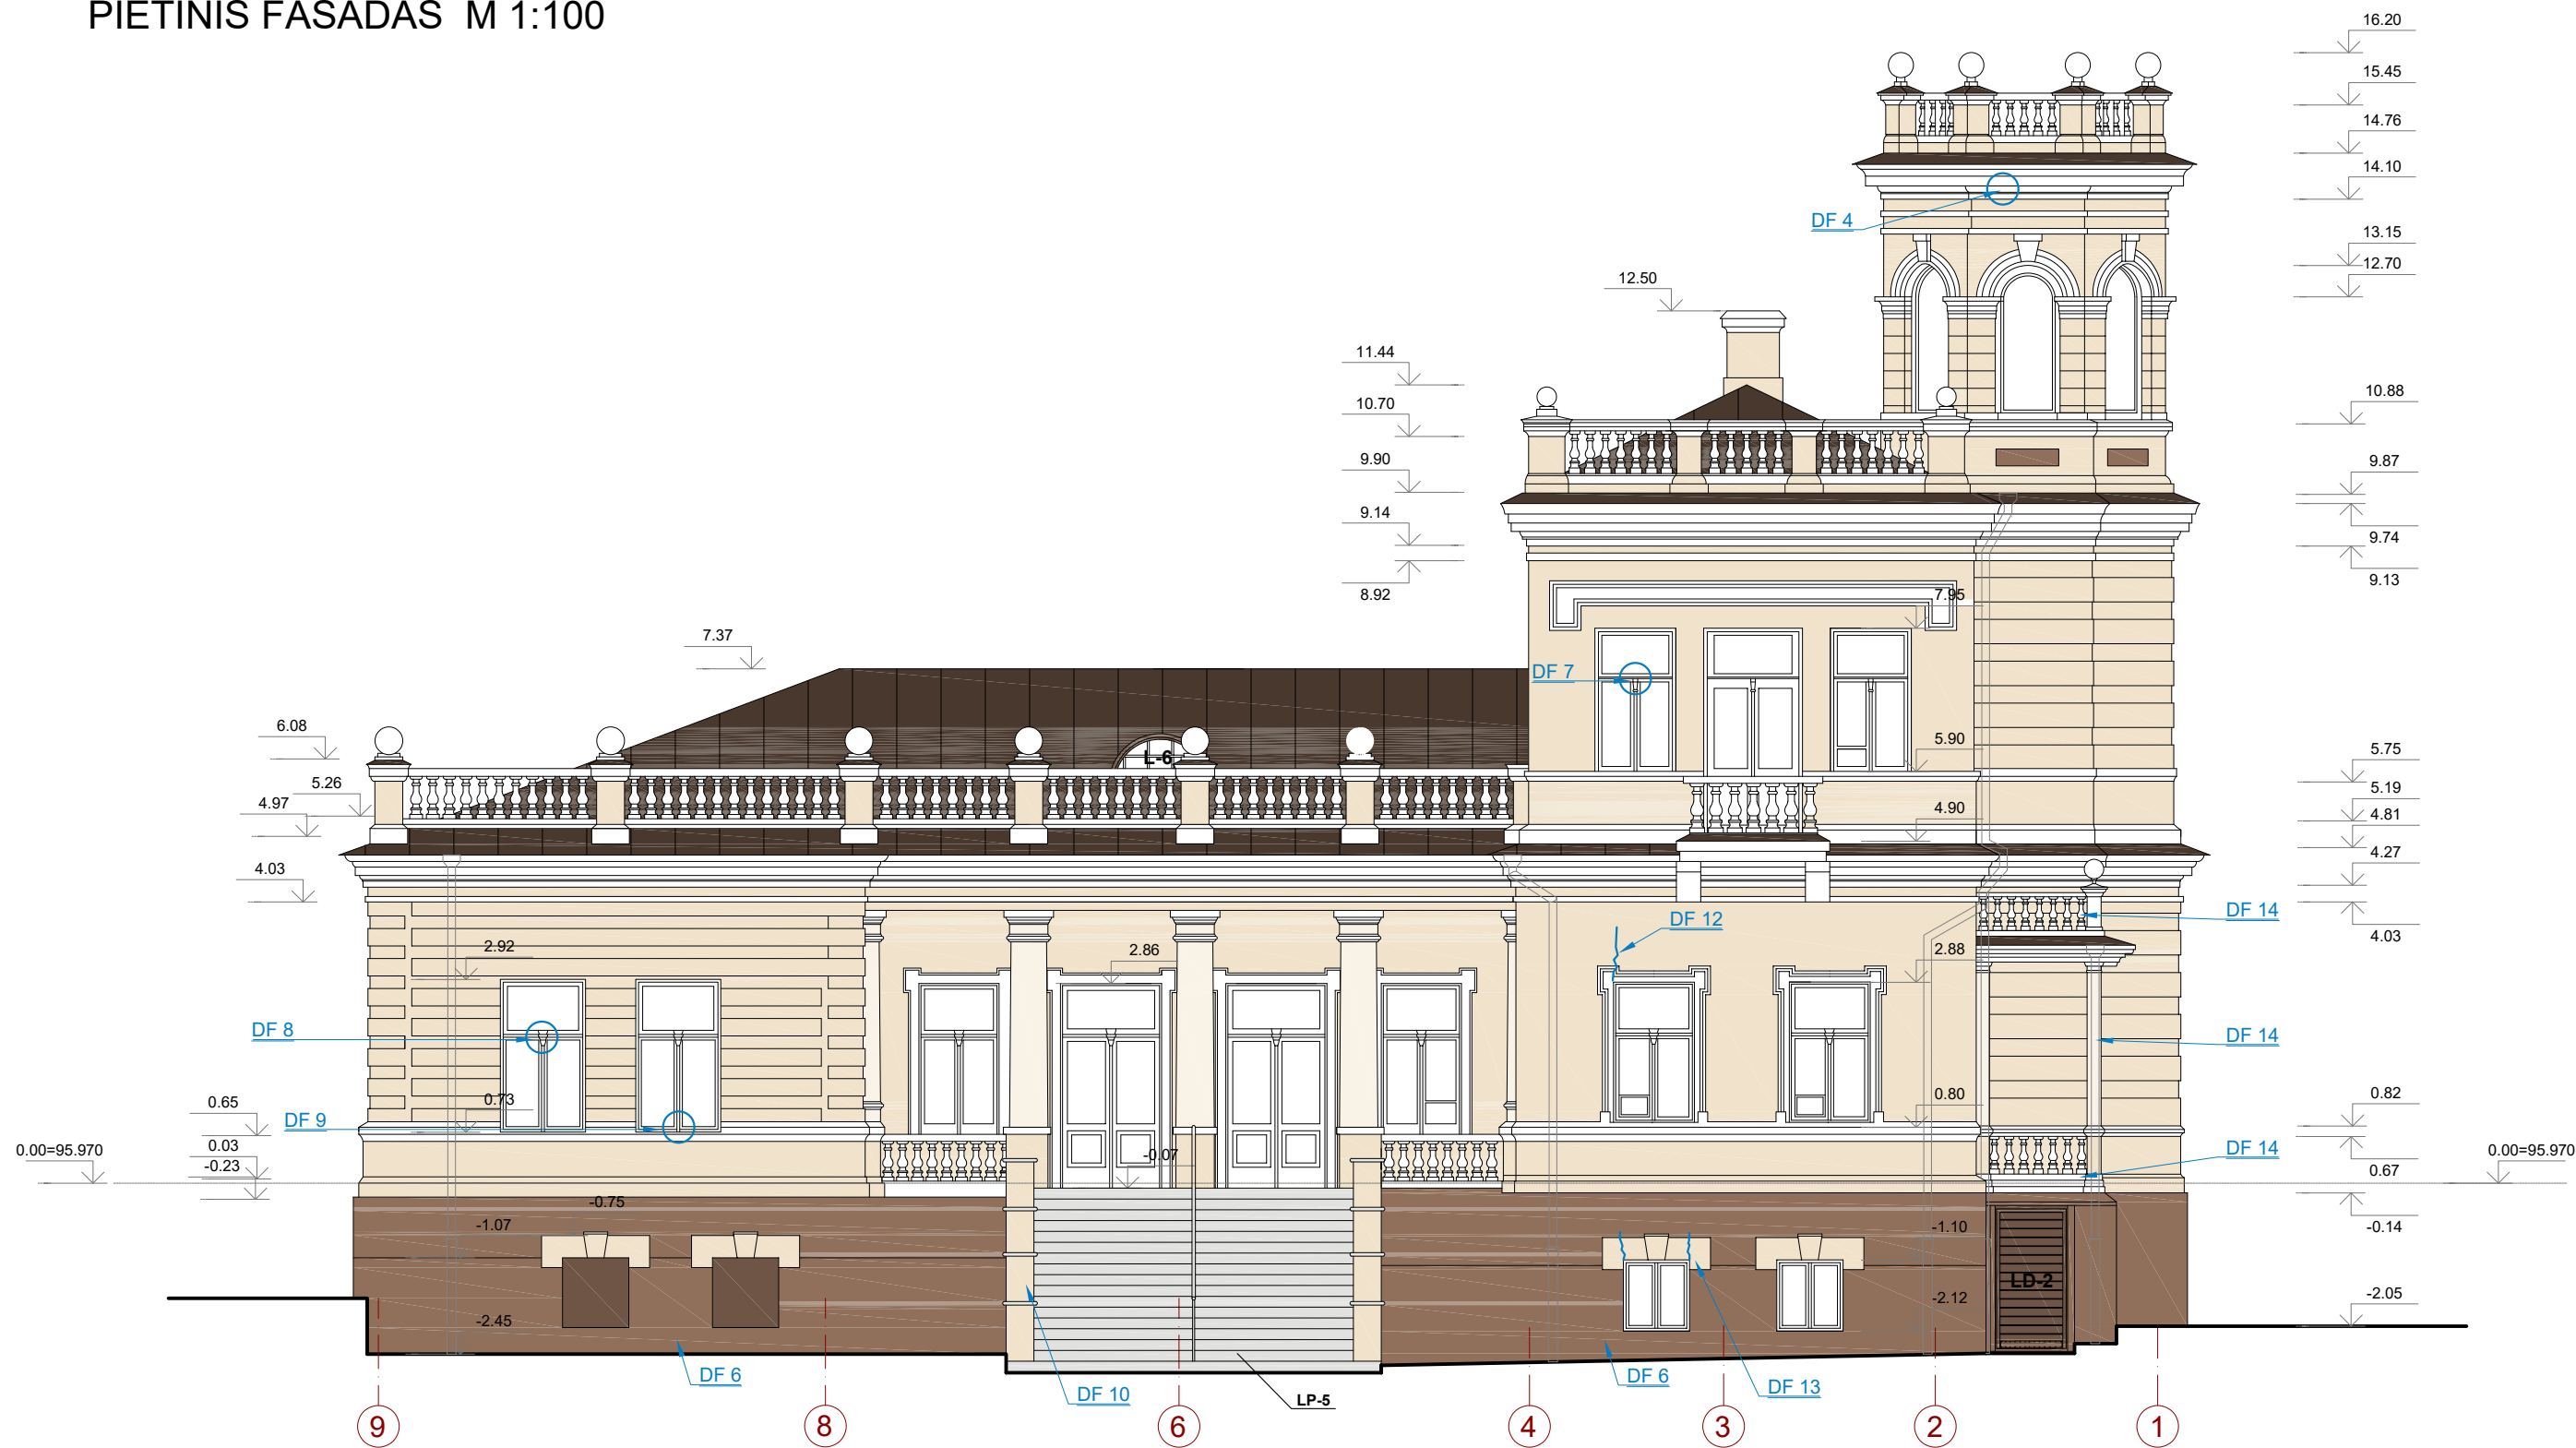 PIETINIS FASADAS M 1:100
16.20
15.45
14.76
14.10
DF 4
13.15
12.70
12.50
11.44
10.88
10.70
9.90
9.87
9.14
9.74
8.92
9.13
7.95
7.37
DF 7
6.08
5.90
5.75
5.26
5.19
4.97
4.90
4.81
L-6
4.27
4.03
DF 12
DF 14
4.03
2.92
2.86
2.88
DF 8
DF 14
0.65
0.73
0.80
0.82
DF 9
0.03
0.00=95.970
-0.23
-0.07
DF 14
0.67
0.00=95.970
-0.75
-1.07
-1.10
-0.14
LD-2
-2.12
-2.05
-2.45
DF 6
DF 10
LP-5
DF 6
DF 13
9 8 6 4 3 2 1